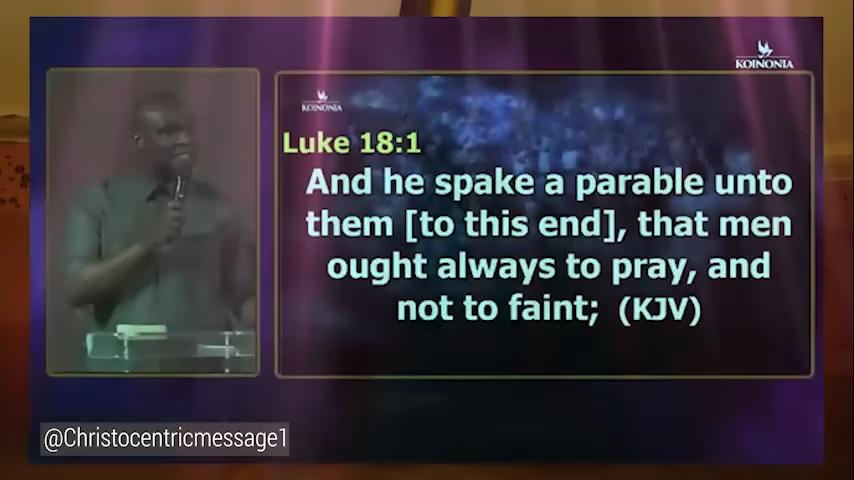 KOINONIA
KOINONIA
Luke 18:1
And he spake a parable unto
them [to this end], that men
ought always to pray, and
not to faint; (KJV)
@Christocentricmessage1